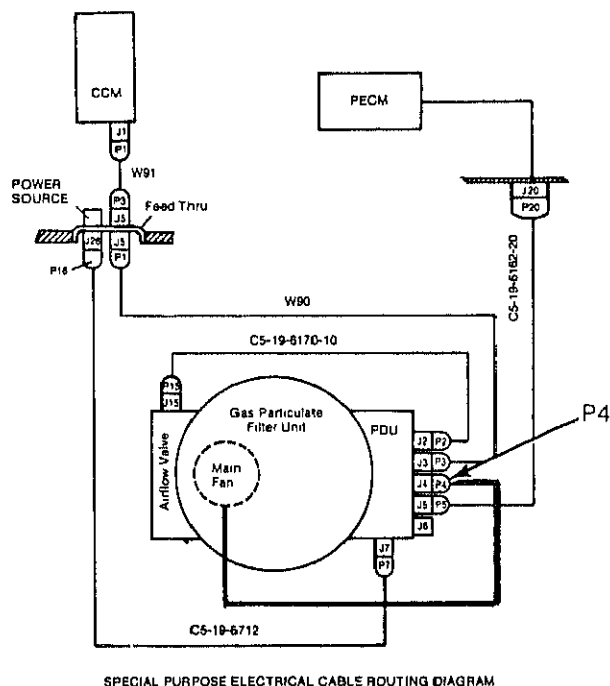 CCM
PECM
J1
P1
W91
POWER
SOURCE
P3
J5
Feed Thru
J20
P20
J26
J5
P1
P16
C5-19-5162-20
W90
C5-19-6170-10
P15
J15
Gas Particulate
Filter Unit
PDU
P4
Airflow Valve
Main
Fan
J2 P2
J3 P3
J4 P4
J5 P5
J6
J7
P7
C5-19-6712
SPECIAL PURPOSE ELECTRICAL CABLE ROUTING DIAGRAM